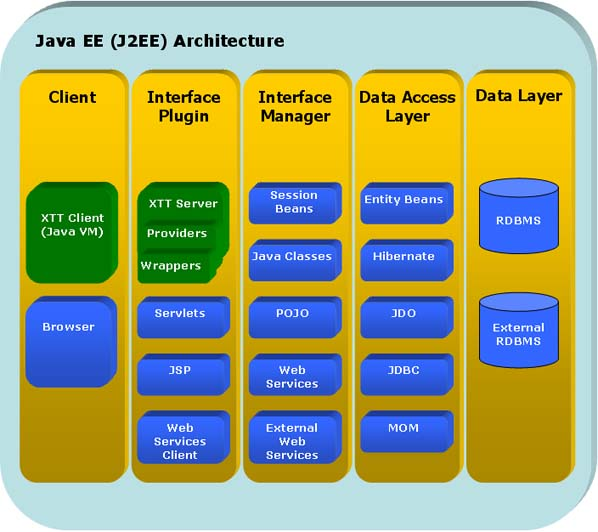 Java EE (J2EE) Architecture
Client
XTT Client
(Java VM)
Browser
Interface
Plugin
XTT Server
Providers
Wrappers
Servlets
JSP
Web
Services
Client
Interface
Manager
Session
Beans
Java Classes
POJO
Web
Services
External
Web
Services
Data Access
Layer
Entity Beans
Hibernate
JDO
JDBC
MOM
Data Layer
RDBMS
External
RDBMS